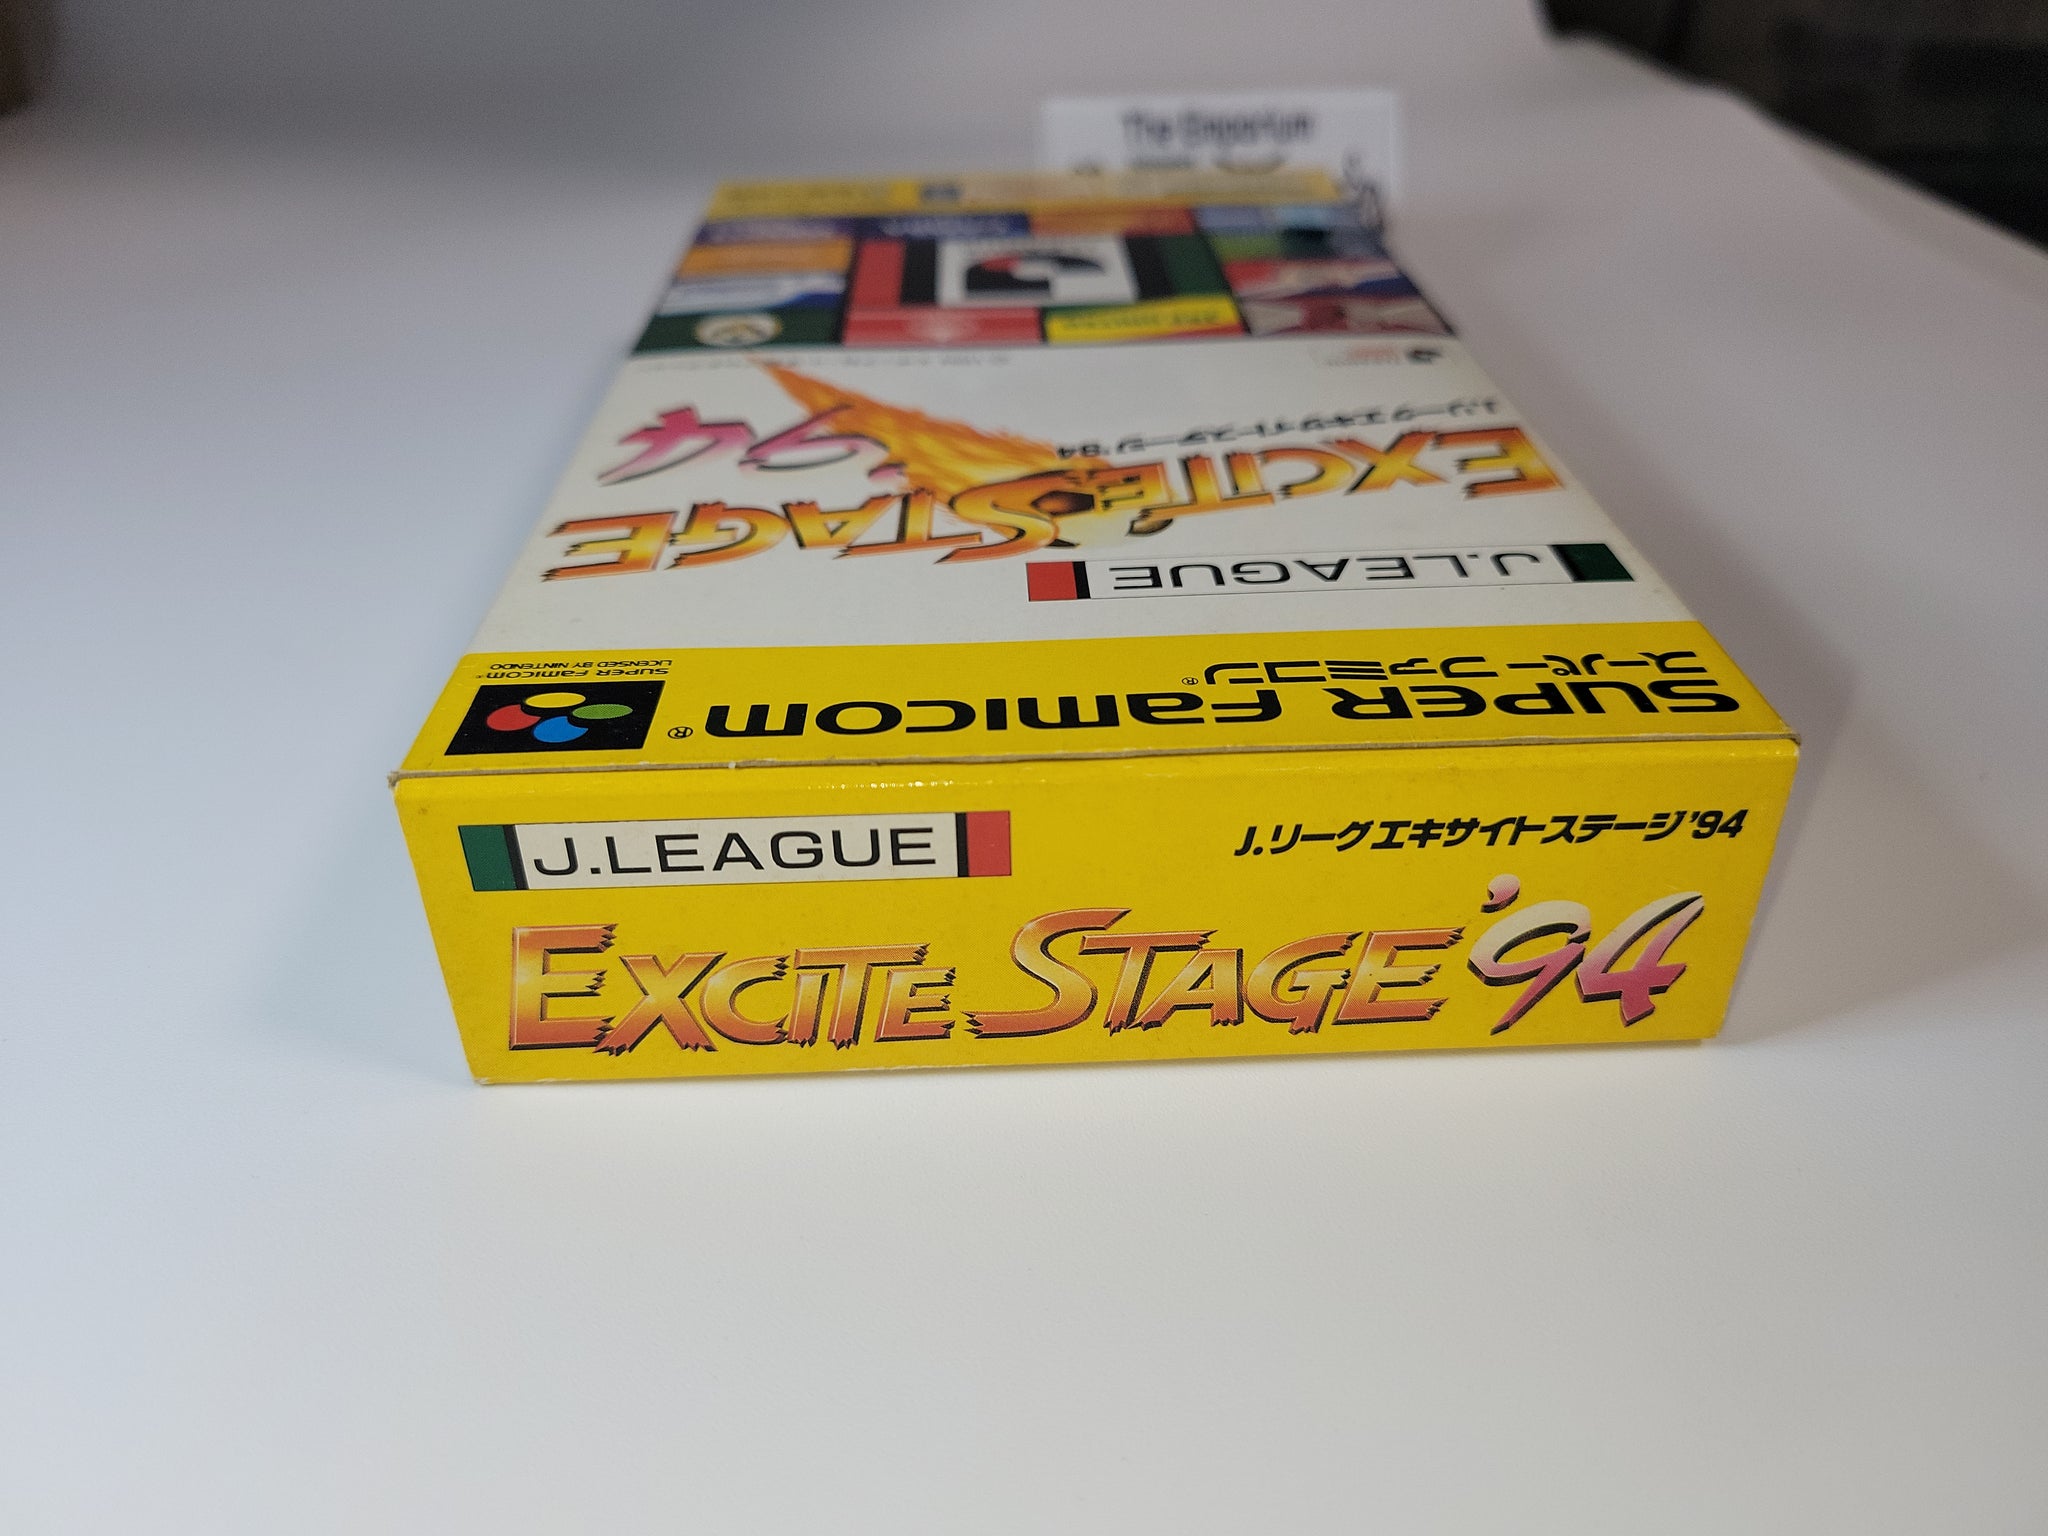 The Emporium
J.リーグエキサイトステージ'94
EXCITE STAGE '94
J.LEAGUE
スーパーファミコン®
SUPER FAMICOM®
SUPER FAMICOM
LICENSED BY NINTENDO
J.LEAGUE
J.リーグエキサイトステージ'94
EXCITE STAGE '94